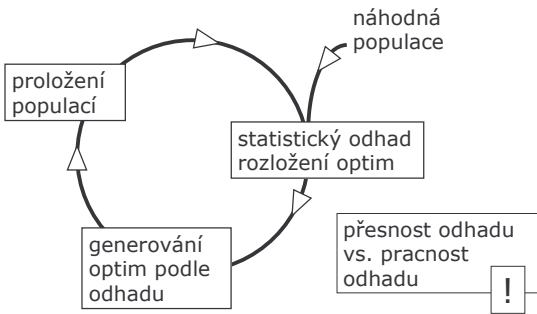 náhodná
populace
proložení
populací
statistický odhad
rozložení optim
generování
optim podle
odhadu
přesnost odhadu
vs. pracnost
odhadu
!